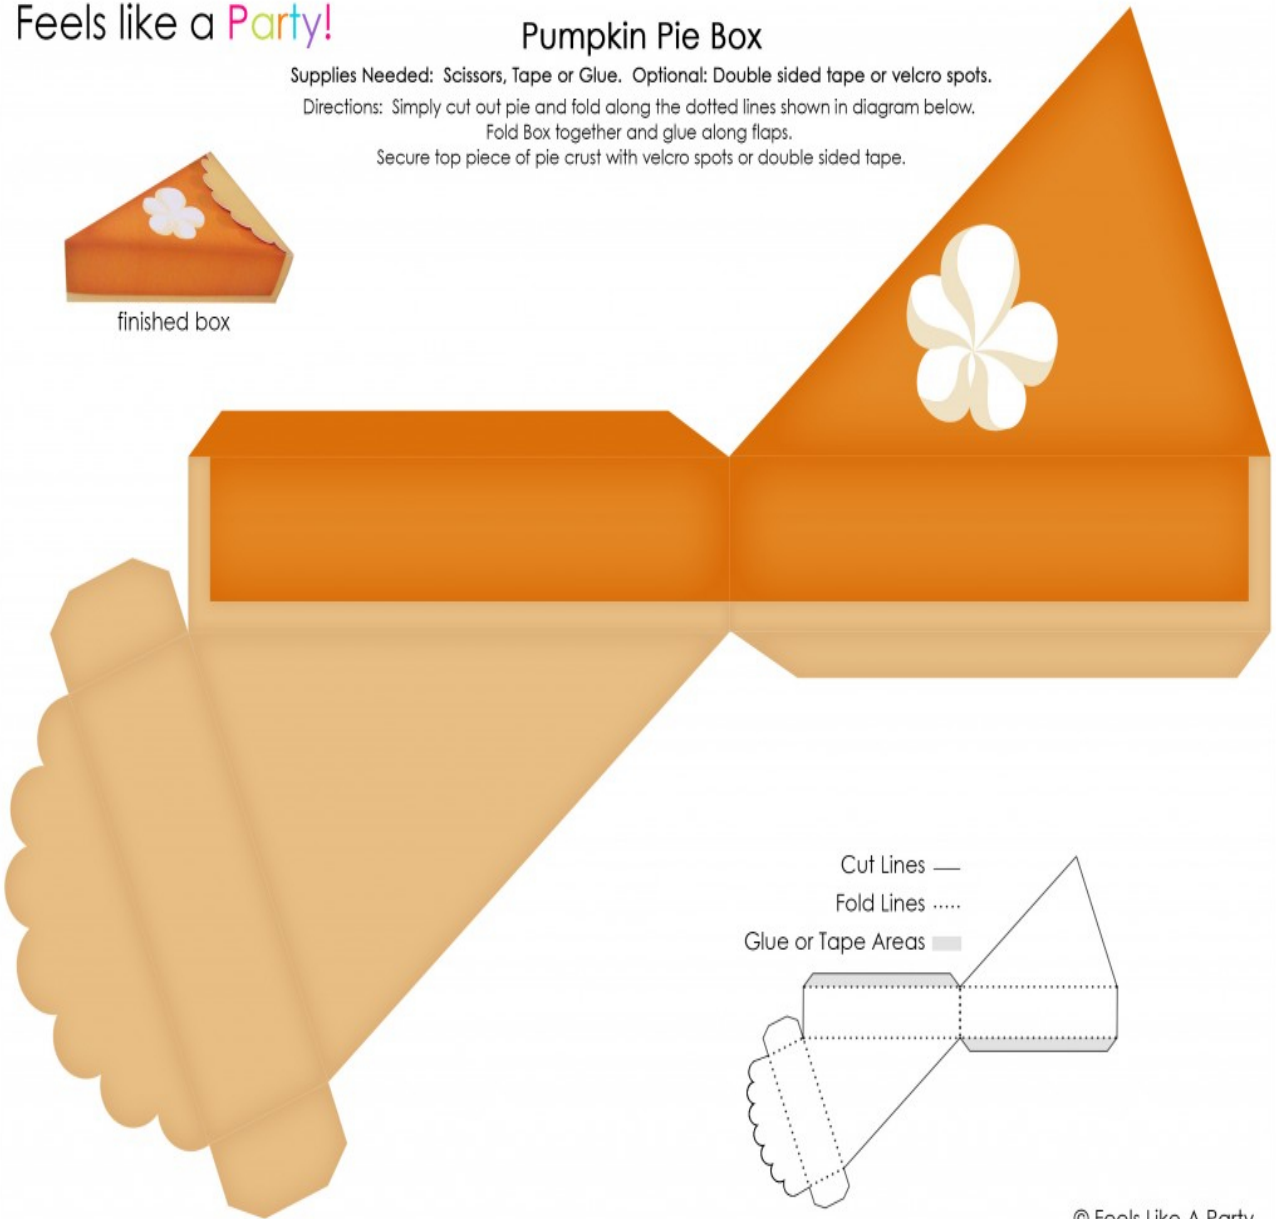 Feels like a Party!
Pumpkin Pie Box
Supplies Needed: Scissors, Tape or Glue. Optional: Double sided tape or velcro spots.
Directions: Simply cut out pie and fold along the dotted lines shown in diagram below.
Fold Box together and glue along flaps.
Secure top piece of pie crust with velcro spots or double sided tape.
finished box
Cut Lines
Fold Lines
Glue or Tape Areas
© Feels Like A Party